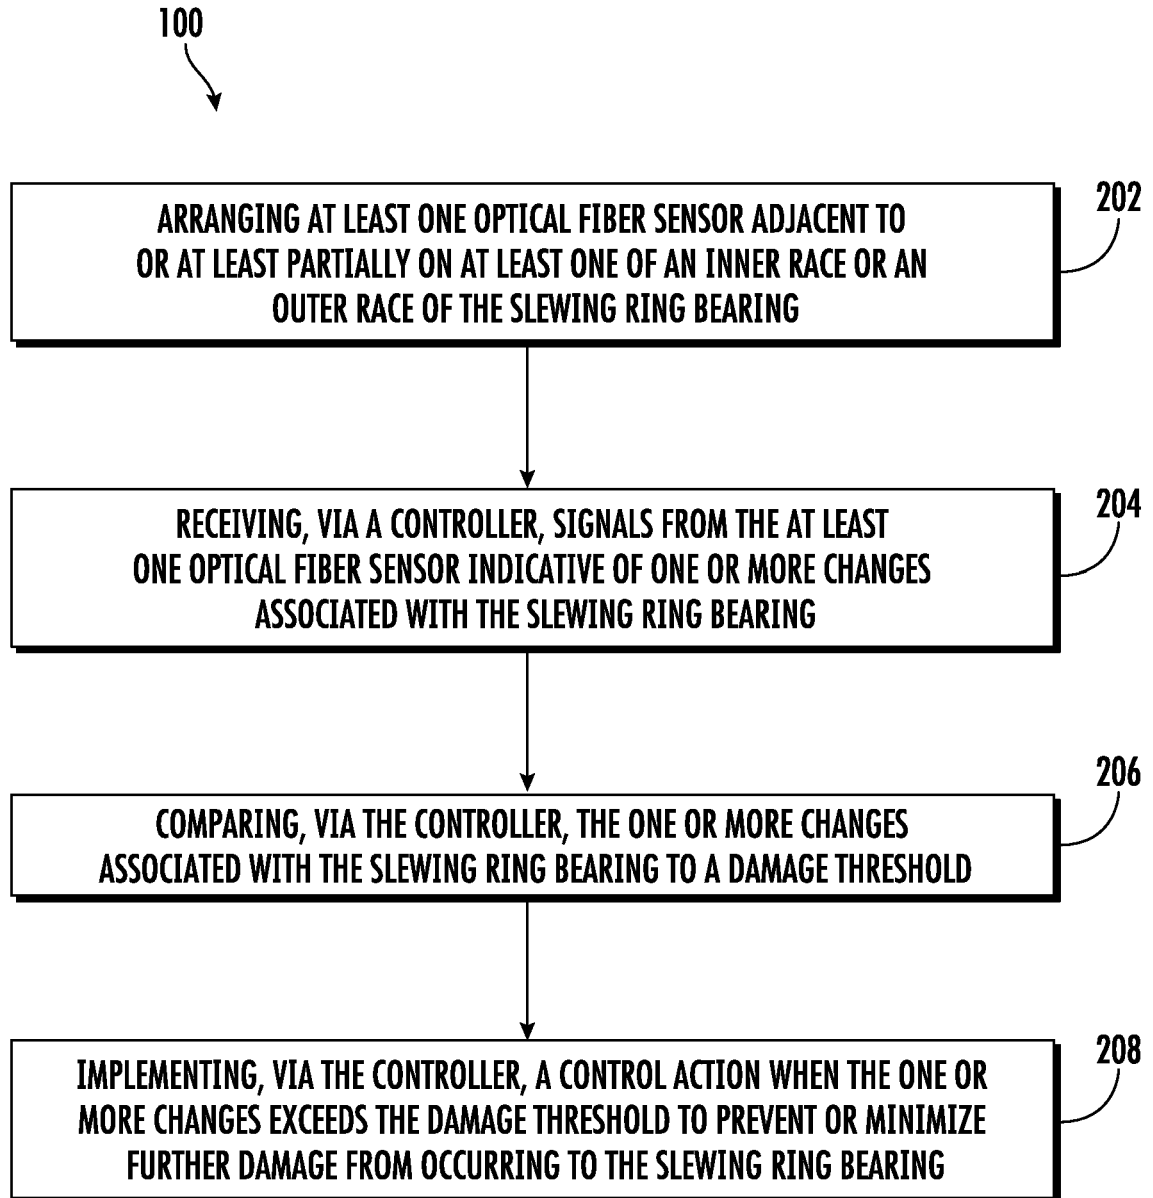 100
ARRANGING AT LEAST ONE OPTICAL FIBER SENSOR ADJACENT TO
OR AT LEAST PARTIALLY ON AT LEAST ONE OF AN INNER RACE OR AN
OUTER RACE OF THE SLEWING RING BEARING
202
RECEIVING, VIA A CONTROLLER, SIGNALS FROM THE AT LEAST
ONE OPTICAL FIBER SENSOR INDICATIVE OF ONE OR MORE CHANGES
ASSOCIATED WITH THE SLEWING RING BEARING
204
COMPARING, VIA THE CONTROLLER, THE ONE OR MORE CHANGES
ASSOCIATED WITH THE SLEWING RING BEARING TO A DAMAGE THRESHOLD
206
IMPLEMENTING, VIA THE CONTROLLER, A CONTROL ACTION WHEN THE ONE OR
MORE CHANGES EXCEEDS THE DAMAGE THRESHOLD TO PREVENT OR MINIMIZE
FURTHER DAMAGE FROM OCCURRING TO THE SLEWING RING BEARING
208